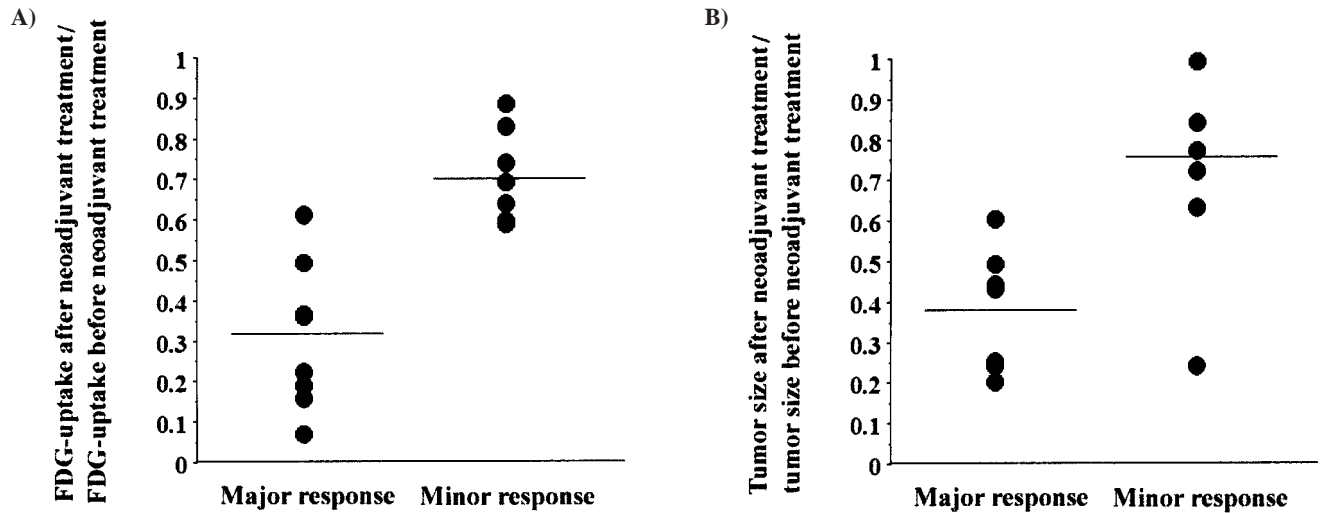 A)
FDG-uptake after neoadjuvant treatment/
FDG-uptake before neoadjuvant treatment
1
0.9
0.8
0.7
0.6
0.5
0.4
0.3
0.2
0.1
0
Major response
Minor response
B)
Tumor size after neoadjuvant treatment/
tumor size before neoadjuvant treatment
1
0.9
0.8
0.7
0.6
0.5
0.4
0.3
0.2
0.1
0
Major response
Minor response